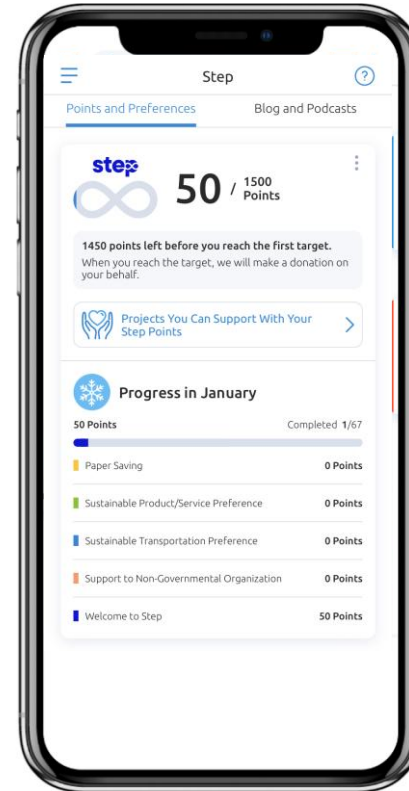 Step
?
Points and Preferences
Blog and Podcasts
step
50 / 1500 Points
1450 points left before you reach the first target.
When you reach the target, we will make a donation on
your behalf.
Projects You Can Support With Your
Step Points
Progress in January
50 Points
Completed 1/67
Paper Saving
0 Points
Sustainable Product/Service Preference
0 Points
Sustainable Transportation Preference
0 Points
Support to Non-Governmental Organization
0 Points
Welcome to Step
50 Points